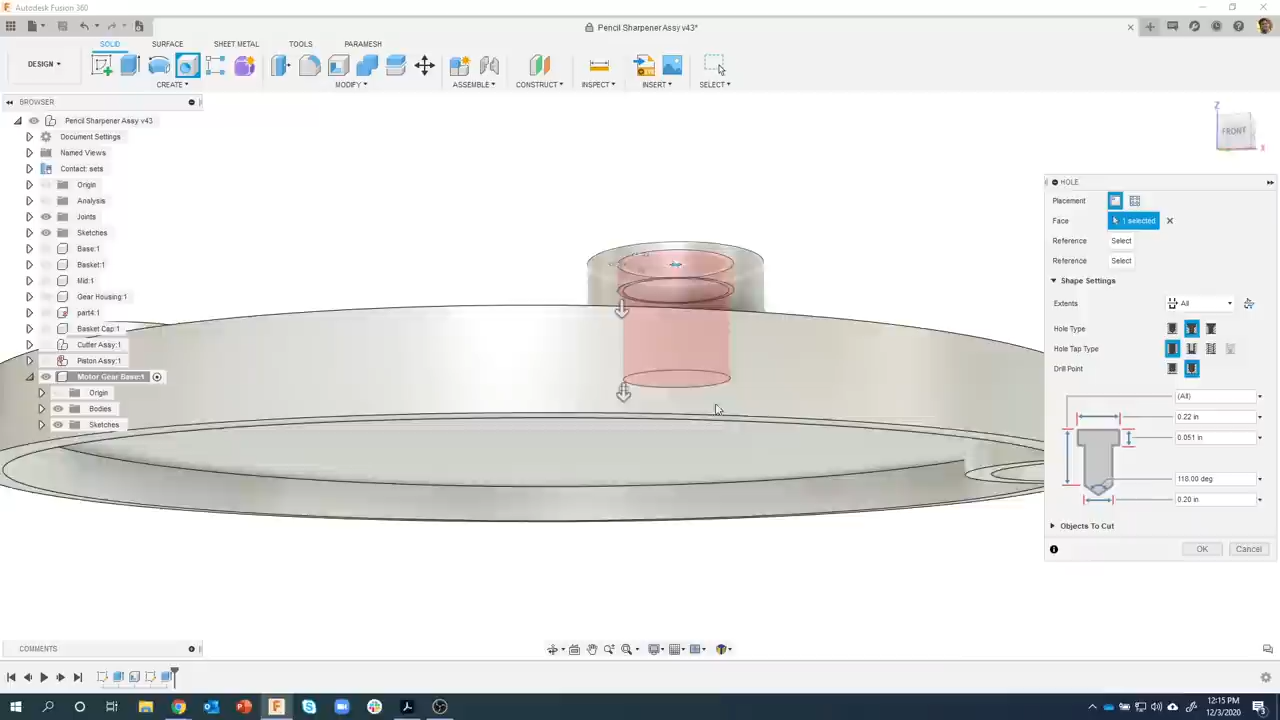 Autodesk Fusion 360
Pencil Sharpener Assy v43*
SOLID SURFACE SHEET METAL TOOLS PARAMESH
DESIGN
CREATE MODIFY ASSEMBLE CONSTRUCT INSPECT INSERT SELECT
BROWSER
Pencil Sharpener Assy v43
Document Settings
Named Views
Contact: sets
Origin
Analysis
Joints
Sketches
Base:1
Basket:1
Mid:1
Gear Housing:1
part4:1
Basket Cap:1
Cutter Assy:1
Piston Assy:1
Motor Gear Base:1
Origin
Bodies
Sketches
Z
FRONT
X
HOLE
Placement
Face 1 selected
Reference Select
Reference Select
Shape Settings
Extents All
Hole Type
Hole Tap Type
Drill Point
(All)
0.22 in
0.051 in
118.00 deg
0.20 in
Objects To Cut
OK Cancel
COMMENTS
12:15 PM
12/3/2020
3